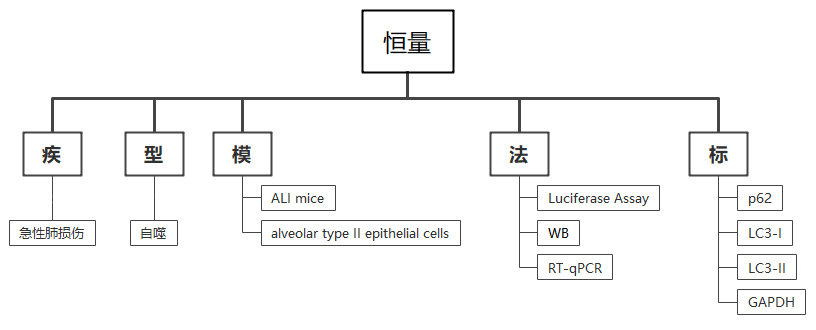 恒量
疾
型
模
法
标
急性肺损伤
自噬
ALI mice
alveolar type II epithelial cells
Luciferase Assay
WB
RT-qPCR
p62
LC3-I
LC3-II
GAPDH